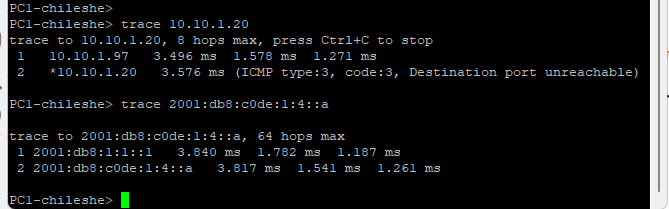 PC1-chileshe>
PC1-chileshe> trace 10.10.1.20
trace to 10.10.1.20, 8 hops max, press Ctrl+C to stop
 1   10.10.1.97   3.496 ms  1.578 ms  1.271 ms
 2   *10.10.1.20   3.576 ms (ICMP type:3, code:3, Destination port unreachable)
PC1-chileshe> trace 2001:db8:c0de:1:4::a
trace to 2001:db8:c0de:1:4::a, 64 hops max
 1 2001:db8:1:1::1   3.840 ms  1.782 ms  1.187 ms
 2 2001:db8:c0de:1:4::a   3.817 ms  1.541 ms  1.261 ms
PC1-chileshe>